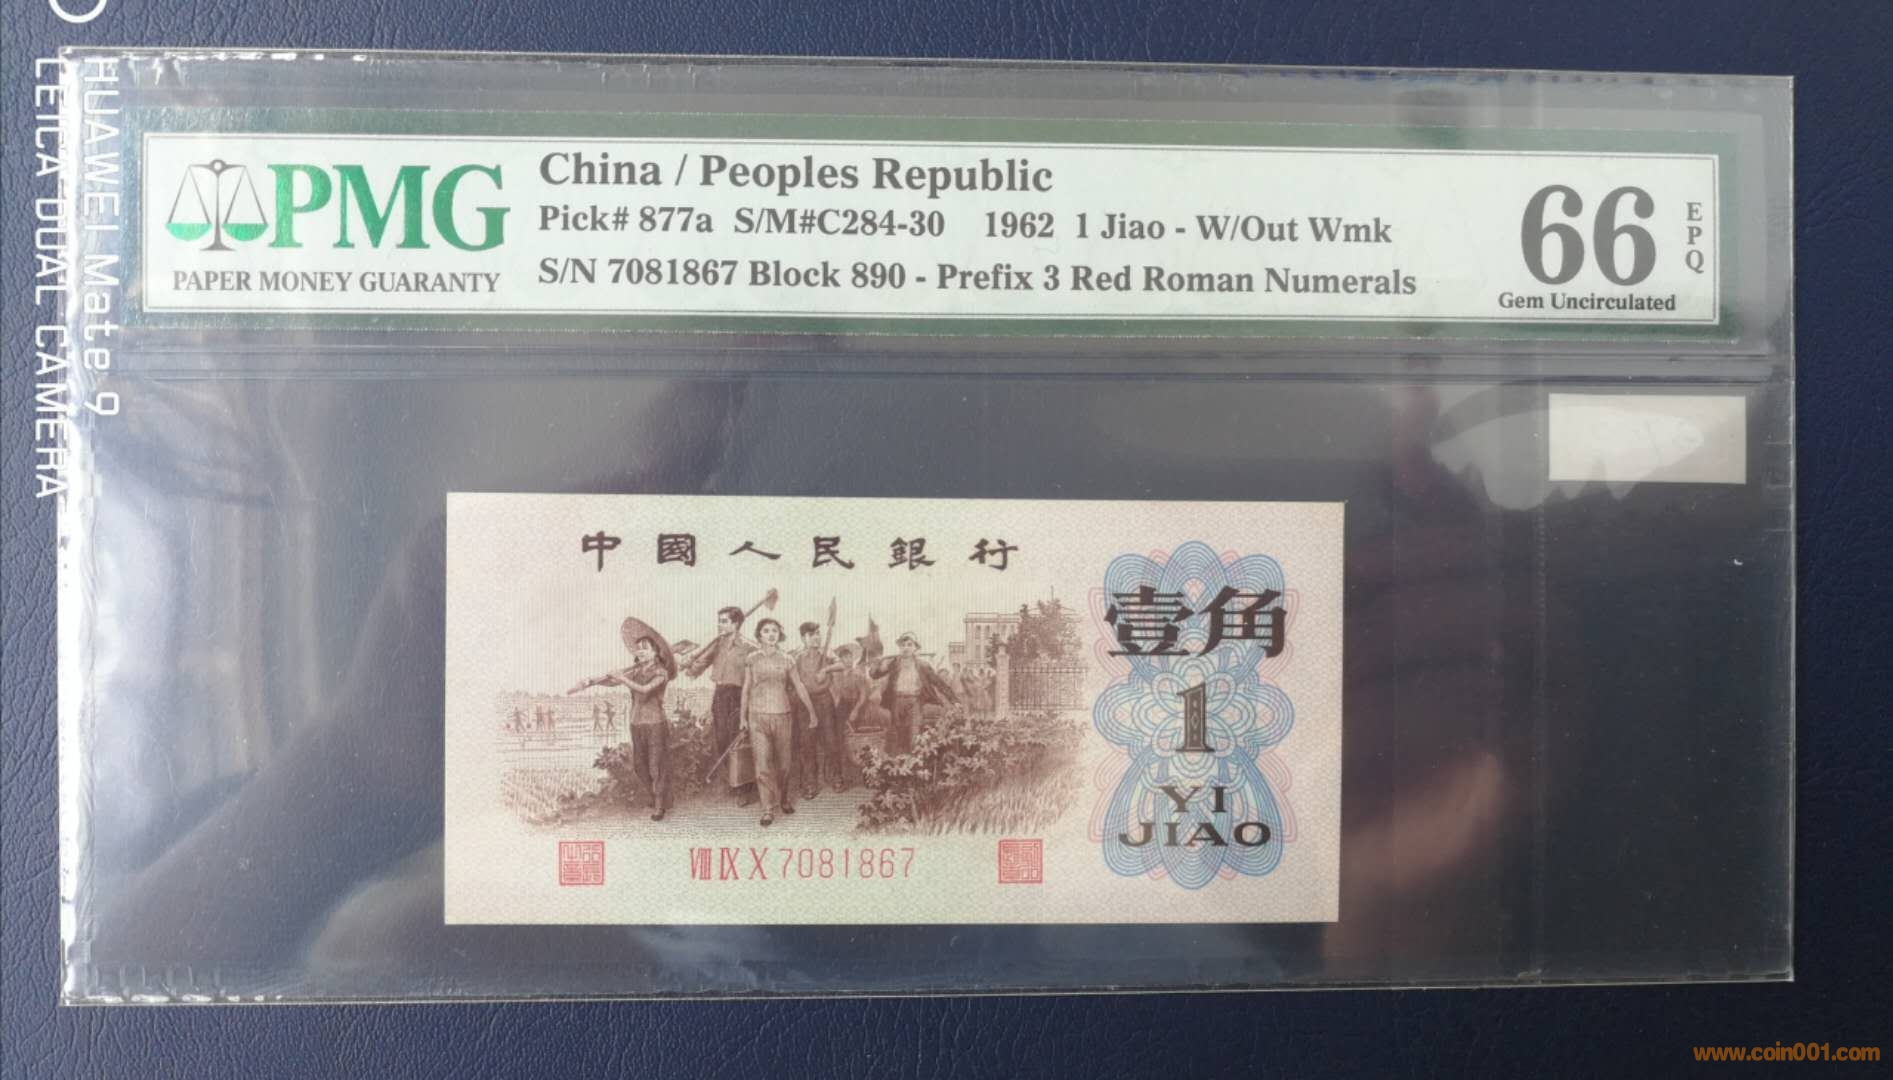 HUAWEI Mate 9
LEICA DUAL CAMERA
PMG
PAPER MONEY GUARANTY
China / Peoples Republic
Pick# 877a S/M#C284-30 1962 1 Jiao - W/Out Wmk
S/N 7081867 Block 890 - Prefix 3 Red Roman Numerals
66
EPQ
Gem Uncirculated
中國人民銀行
壹角
1
YI
JIAO
VIII IX X 7081867
www.coin001.com